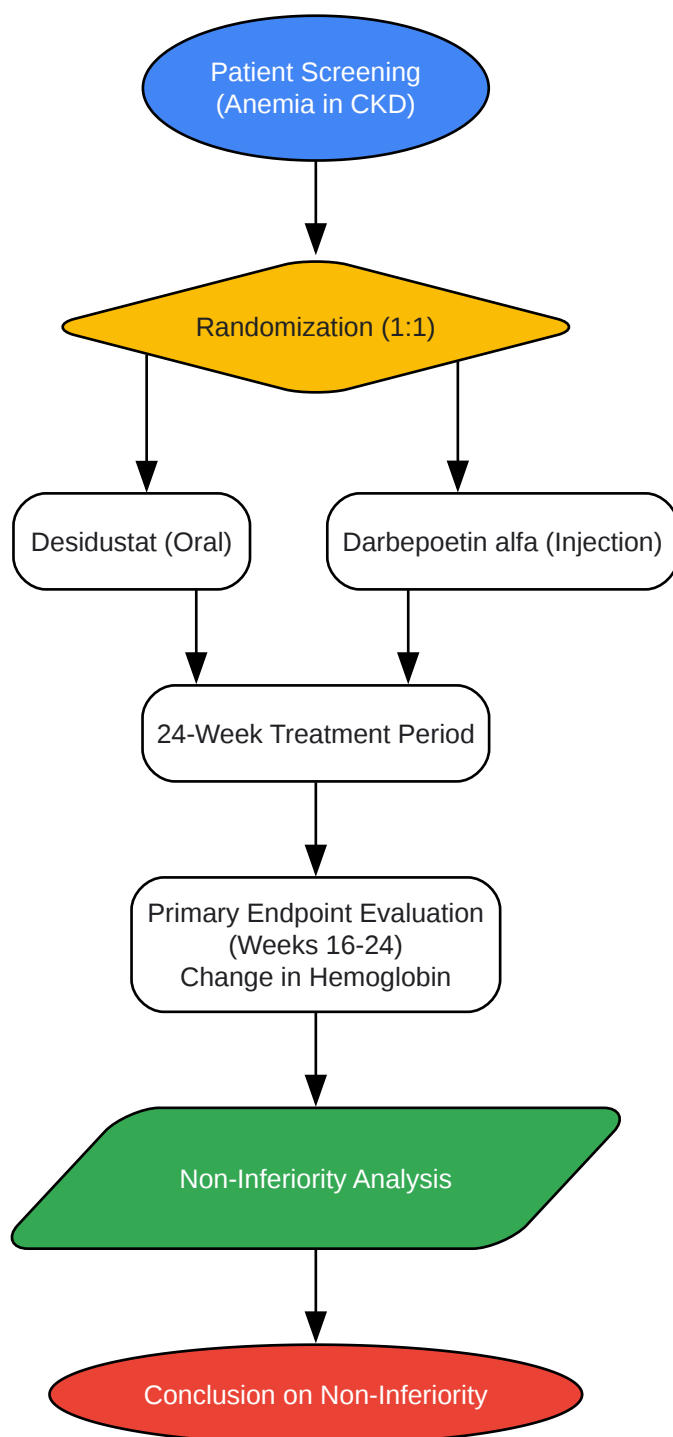 Patient Screening
(Anemia in CKD)
Randomization (1:1)
Desidustat (Oral)
Darbepoetin alfa (Injection)
24-Week Treatment Period
Primary Endpoint Evaluation
(Weeks 16-24)
Change in Hemoglobin
Non-Inferiority Analysis
Conclusion on Non-Inferiority